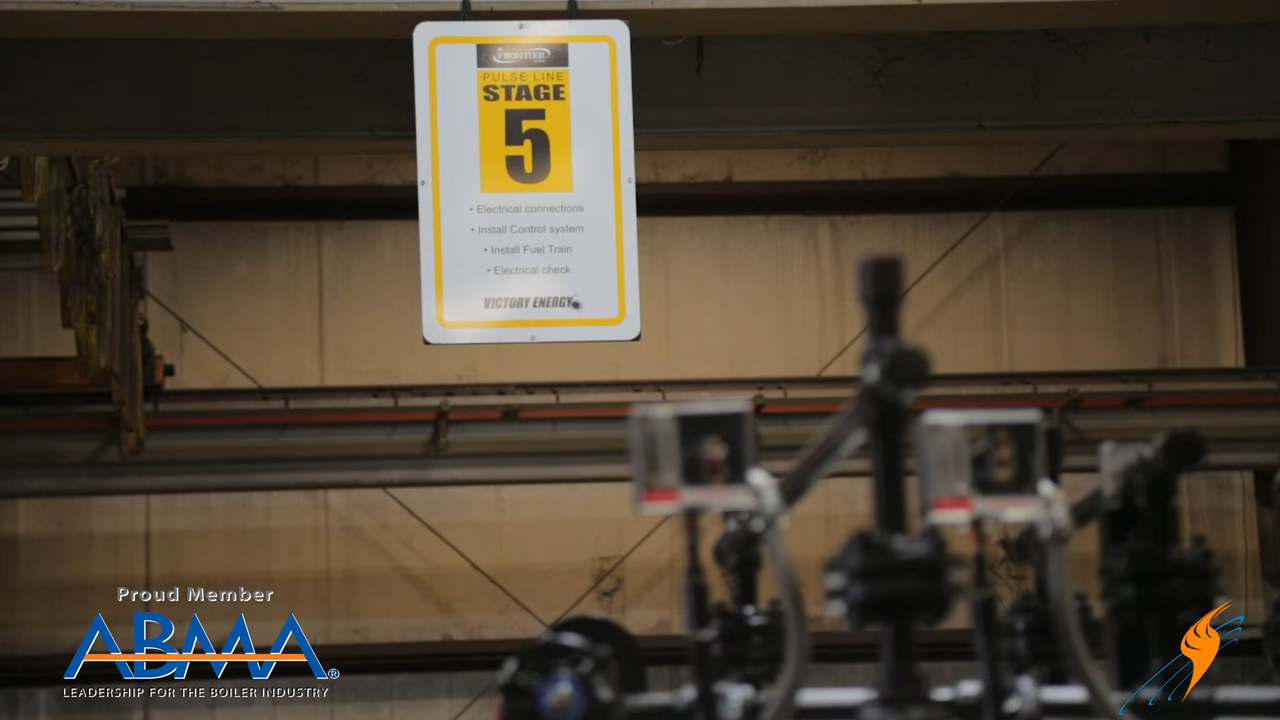 FRONTIER
PULSE LINE
STAGE
5
• Electrical connections
• Install Control system
• Install Fuel Train
• Electrical check
VICTORY ENERGY
Proud Member
ABMA®
LEADERSHIP FOR THE BOILER INDUSTRY